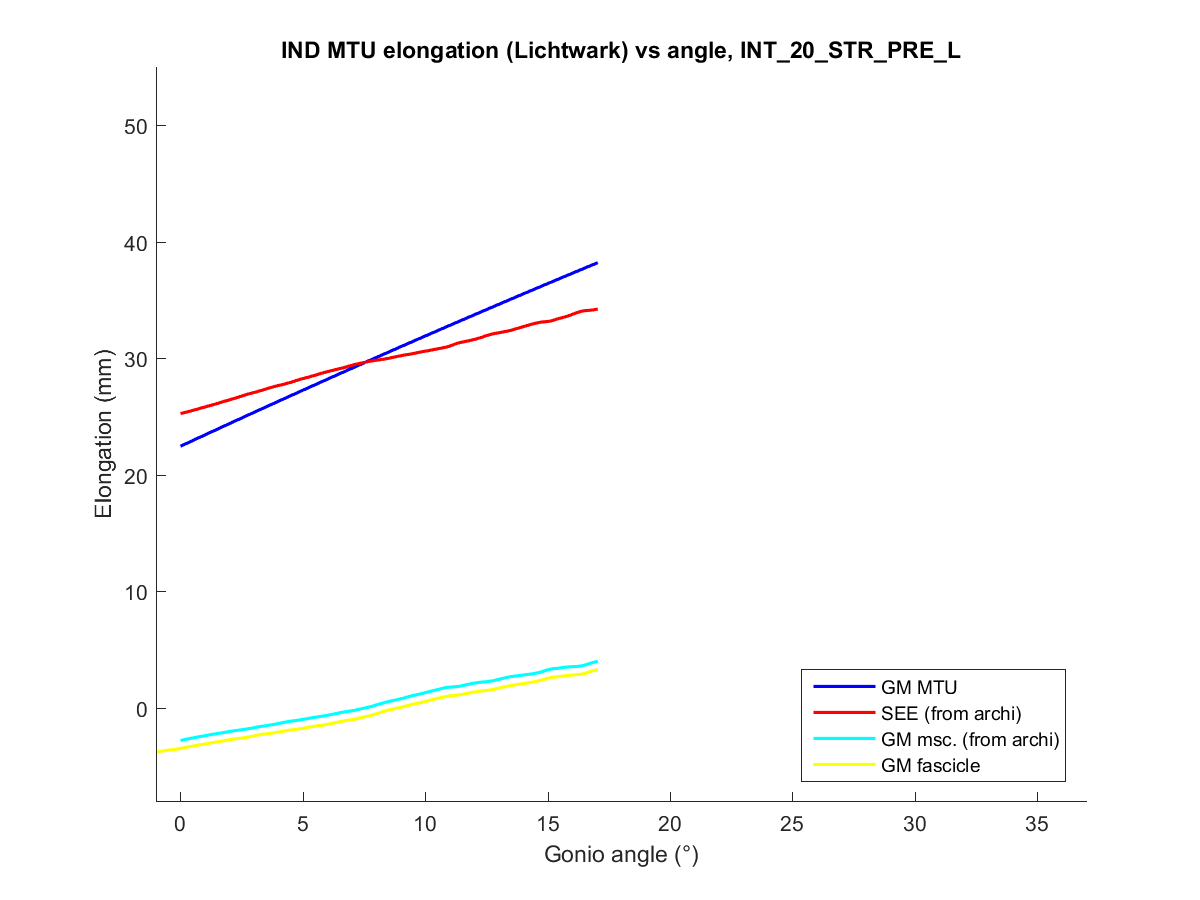 IND MTU elongation (Lichtwark) vs angle, INT_20_STR_PRE_L
50
40
30
20
10
0
Elongation (mm)
0 5 10 15 20 25 30 35
Gonio angle (°)
GM MTU
SEE (from archi)
GM msc. (from archi)
GM fascicle